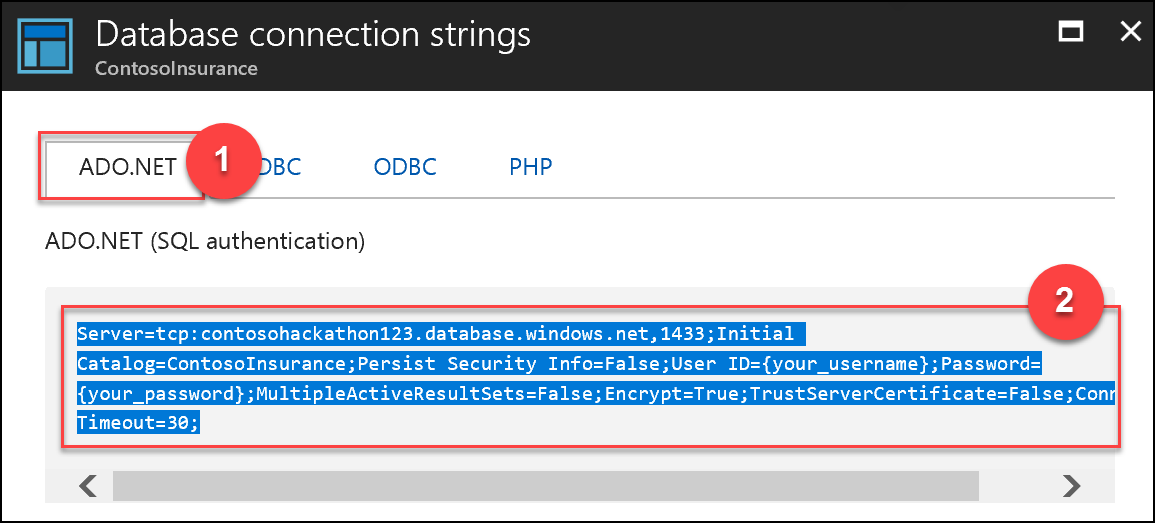 Database connection strings
ContosoInsurance
ADO.NET 1 DBC ODBC PHP
ADO.NET (SQL authentication)
2
Server=tcp:contosohackathon123.database.windows.net,1433;Initial
Catalog=ContosoInsurance;Persist Security Info=False;User ID={your_username};Password=
{your_password};MultipleActiveResultSets=False;Encrypt=True;TrustServerCertificate=False;Conn
Timeout=30;